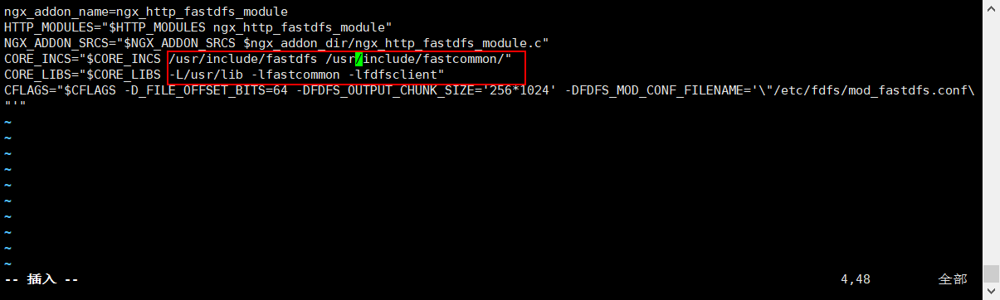 ngx_addon_name=ngx_http_fastdfs_module
HTTP_MODULES="$HTTP_MODULES ngx_http_fastdfs_module"
NGX_ADDON_SRCS="$NGX_ADDON_SRCS $ngx_addon_dir/ngx_http_fastdfs_module.c"
CORE_INCS="$CORE_INCS /usr/include/fastdfs /usr/include/fastcommon/"
CORE_LIBS="$CORE_LIBS -L/usr/lib -lfastcommon -lfdfsclient"
CFLAGS="$CFLAGS -D_FILE_OFFSET_BITS=64 -DFDFS_OUTPUT_CHUNK_SIZE='256*1024' -DFDFS_MOD_CONF_FILENAME='\"/etc/fdfs/mod_fastdfs.conf\
"'"
~
~
~
~
~
~
~
~
~
~
-- 插入 -- 4,48 全部